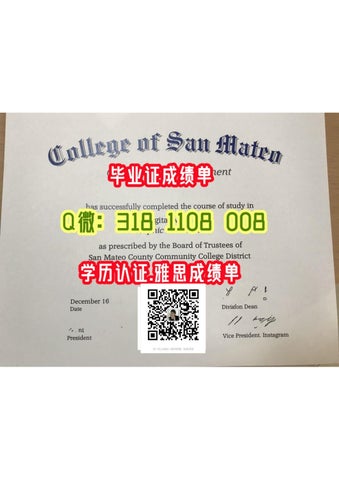 College of San Mateo
毕业证成绩单
has successfully completed the course of study in
Q微：318 1108 008
as prescribed by the Board of Trustees of
San Mateo County Community College District
学历认证.雅思成绩单
December 16
Date
Division Dean
President
Vice President, Instagram